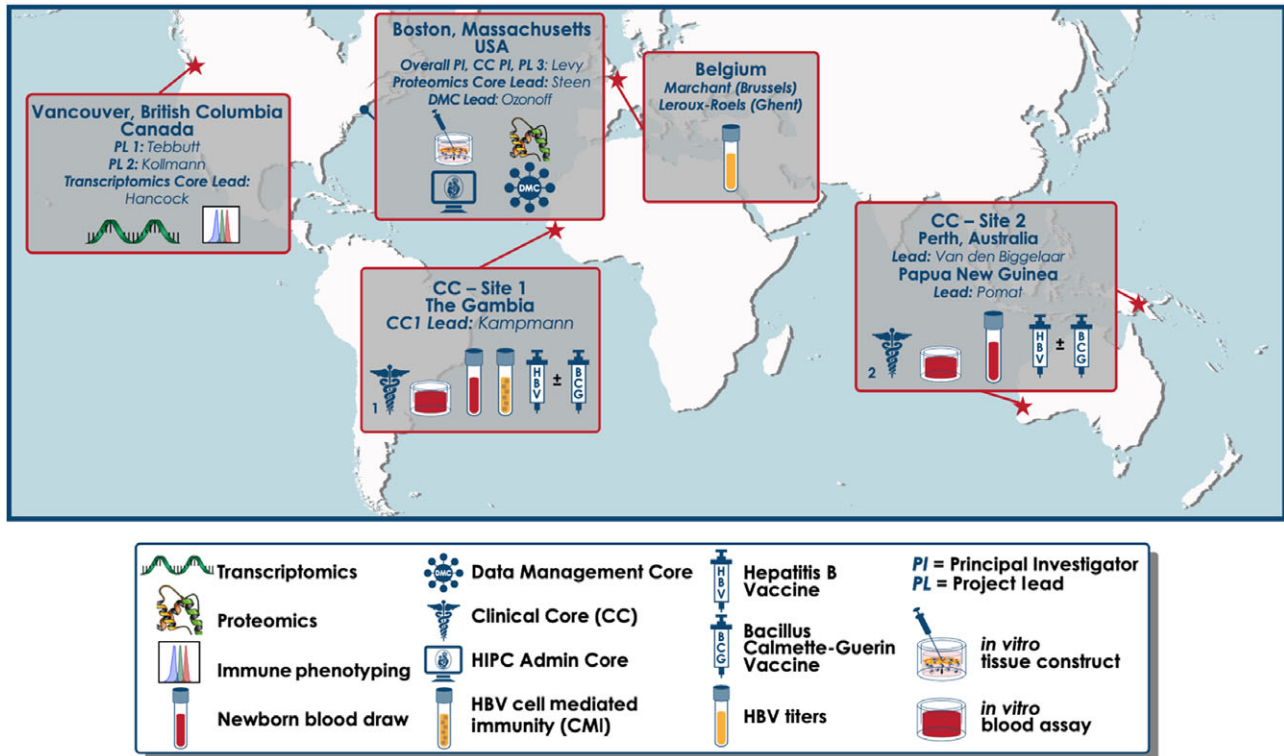 Vancouver, British Columbia
Canada
PL 1: Tebbutt
PL 2: Kollmann
Transcriptomics Core Lead:
Hancock
Boston, Massachusetts
USA
Overall PI, CC PI, PL 3: Levy
Proteomics Core Lead: Steen
DMC Lead: Ozonoff
DMC
Belgium
Marchant (Brussels)
Leroux-Roels (Ghent)
CC – Site 1
The Gambia
CC1 Lead: Kampmann
1
HBV
±
BCG
CC – Site 2
Perth, Australia
Lead: Van den Biggelaar
Papua New Guinea
Lead: Pomat
2
HBV
±
BCG
Transcriptomics
Proteomics
Immune phenotyping
Newborn blood draw
DMC
Data Management Core
Clinical Core (CC)
HIPC Admin Core
HBV cell mediated
immunity (CMI)
HBV
Hepatitis B
Vaccine
BCG
Bacillus
Calmette-Guerin
Vaccine
HBV titers
PI = Principal Investigator
PL = Project lead
in vitro
tissue construct
in vitro
blood assay